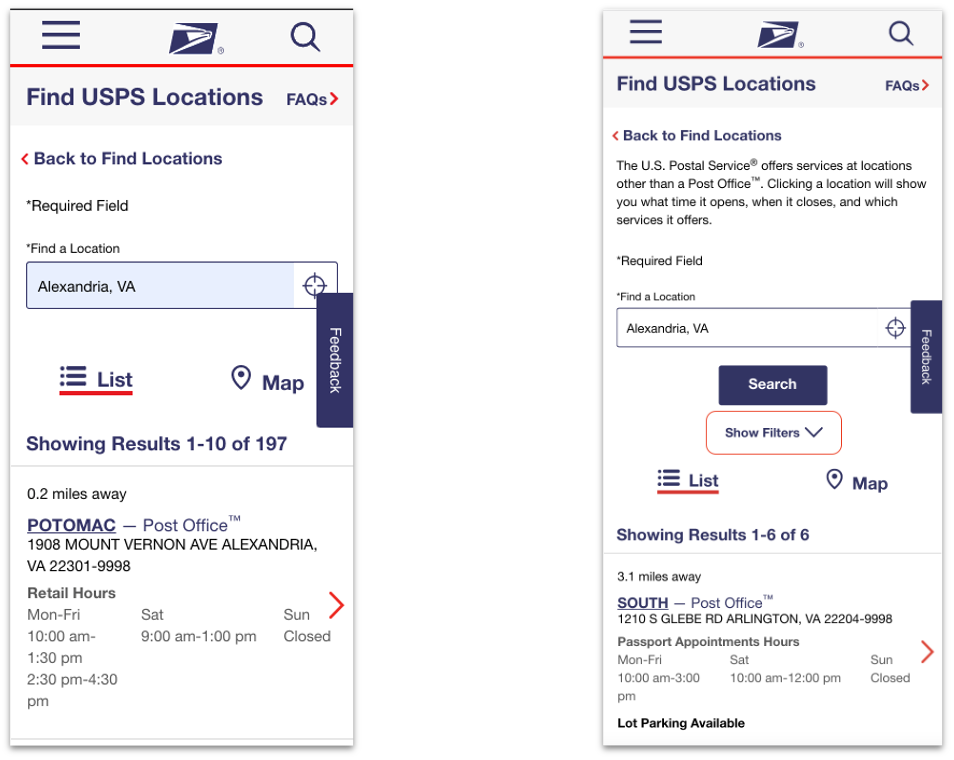 ®
Find USPS Locations
FAQs
Back to Find Locations
*Required Field
*Find a Location
Alexandria, VA
Feedback
List
Map
Showing Results 1-10 of 197
0.2 miles away
POTOMAC — Post Office™
1908 MOUNT VERNON AVE ALEXANDRIA,
VA 22301-9998
Retail Hours
Mon-Fri Sat Sun
10:00 am- 9:00 am-1:00 pm Closed
1:30 pm
2:30 pm-4:30
pm
®
Find USPS Locations
FAQs
Back to Find Locations
The U.S. Postal Service® offers services at locations
other than a Post Office™. Clicking a location will show
you what time it opens, when it closes, and which
services it offers.
*Required Field
*Find a Location
Alexandria, VA
Feedback
Search
Show Filters
List
Map
Showing Results 1-6 of 6
3.1 miles away
SOUTH — Post Office™
1210 S GLEBE RD ARLINGTON, VA 22204-9998
Passport Appointments Hours
Mon-Fri Sat Sun
10:00 am-3:00 10:00 am-12:00 pm Closed
pm
Lot Parking Available